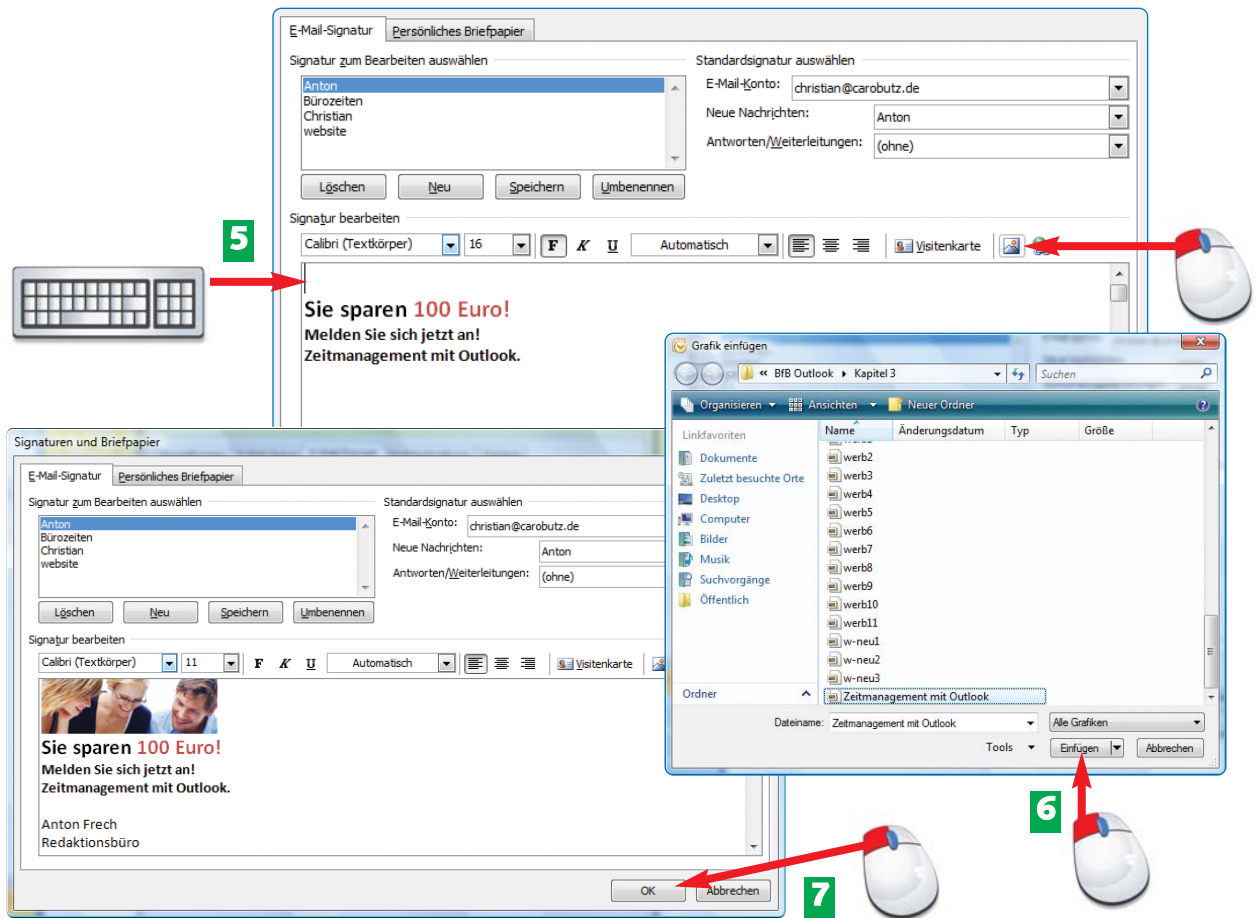 E-Mail-Signatur Persönliches Briefpapier
Signatur zum Bearbeiten auswählen
Anton
Bürozeiten
Christian
website
Löschen Neu Speichern Umbenennen
Standardsignatur auswählen
E-Mail-Konto: christian@carobutz.de
Neue Nachrichten: Anton
Antworten/Weiterleitungen: (ohne)
Signatur bearbeiten
5
Calibri (Textkörper) 16 F K U Automatisch Visitenkarte
Sie sparen 100 Euro!
Melden Sie sich jetzt an!
Zeitmanagement mit Outlook.
Grafik einfügen
« BfB Outlook Kapitel 3 Suchen
Organisieren Ansichten Neuer Ordner
Linkfavoriten
Dokumente
Zuletzt besuchte Orte
Desktop
Computer
Bilder
Musik
Suchvorgänge
Öffentlich
Ordner
Name Änderungsdatum Typ Größe
werb2
werb3
werb4
werb5
werb6
werb7
werb8
werb9
werb10
werb11
w-neu1
w-neu2
w-neu3
Zeitmanagement mit Outlook
Dateiname: Zeitmanagement mit Outlook Alle Grafiken
Tools Einfügen Abbrechen
6
Signaturen und Briefpapier
E-Mail-Signatur Persönliches Briefpapier
Signatur zum Bearbeiten auswählen
Anton
Bürozeiten
Christian
website
Löschen Neu Speichern Umbenennen
Standardsignatur auswählen
E-Mail-Konto: christian@carobutz.de
Neue Nachrichten: Anton
Antworten/Weiterleitungen: (ohne)
Signatur bearbeiten
Calibri (Textkörper) 11 F K U Automatisch Visitenkarte
Sie sparen 100 Euro!
Melden Sie sich jetzt an!
Zeitmanagement mit Outlook.
Anton Frech
Redaktionsbüro
OK Abbrechen
7